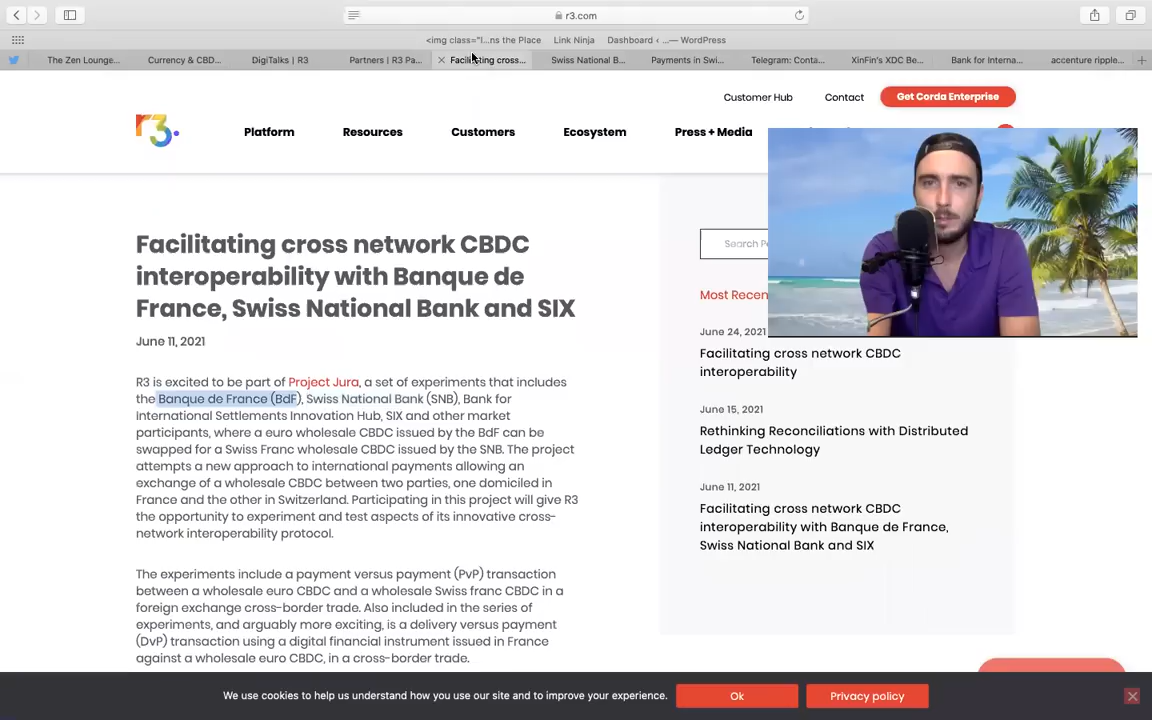 r3.com
<img class="l...ns the Place
Link Ninja
Dashboard ‹ ...— WordPress
The Zen Lounge...
Currency & CBD...
DigiTalks | R3
Partners | R3 Pa...
Facilitating cross...
Swiss National B...
Payments in Swi...
Telegram: Conta...
XinFin's XDC Be...
Bank for Interna...
accenture ripple...
Customer Hub
Contact
Get Corda Enterprise
r3.
Platform
Resources
Customers
Ecosystem
Press + Media
Facilitating cross network CBDC
interoperability with Banque de
France, Swiss National Bank and SIX
June 11, 2021
R3 is excited to be part of Project Jura, a set of experiments that includes
the Banque de France (BdF), Swiss National Bank (SNB), Bank for
International Settlements Innovation Hub, SIX and other market
participants, where a euro wholesale CBDC issued by the BdF can be
swapped for a Swiss Franc wholesale CBDC issued by the SNB. The project
attempts a new approach to international payments allowing an
exchange of a wholesale CBDC between two parties, one domiciled in
France and the other in Switzerland. Participating in this project will give R3
the opportunity to experiment and test aspects of its innovative cross-
network interoperability protocol.
The experiments include a payment versus payment (PvP) transaction
between a wholesale euro CBDC and a wholesale Swiss franc CBDC in a
foreign exchange cross-border trade. Also included in the series of
experiments, and arguably more exciting, is a delivery versus payment
(DvP) transaction using a digital financial instrument issued in France
against a wholesale euro CBDC, in a cross-border trade.
Search
Most Recen
June 24, 2021
Facilitating cross network CBDC
interoperability
June 15, 2021
Rethinking Reconciliations with Distributed
Ledger Technology
June 11, 2021
Facilitating cross network CBDC
interoperability with Banque de France,
Swiss National Bank and SIX
We use cookies to help us understand how you use our site and to improve your experience.
Ok
Privacy policy